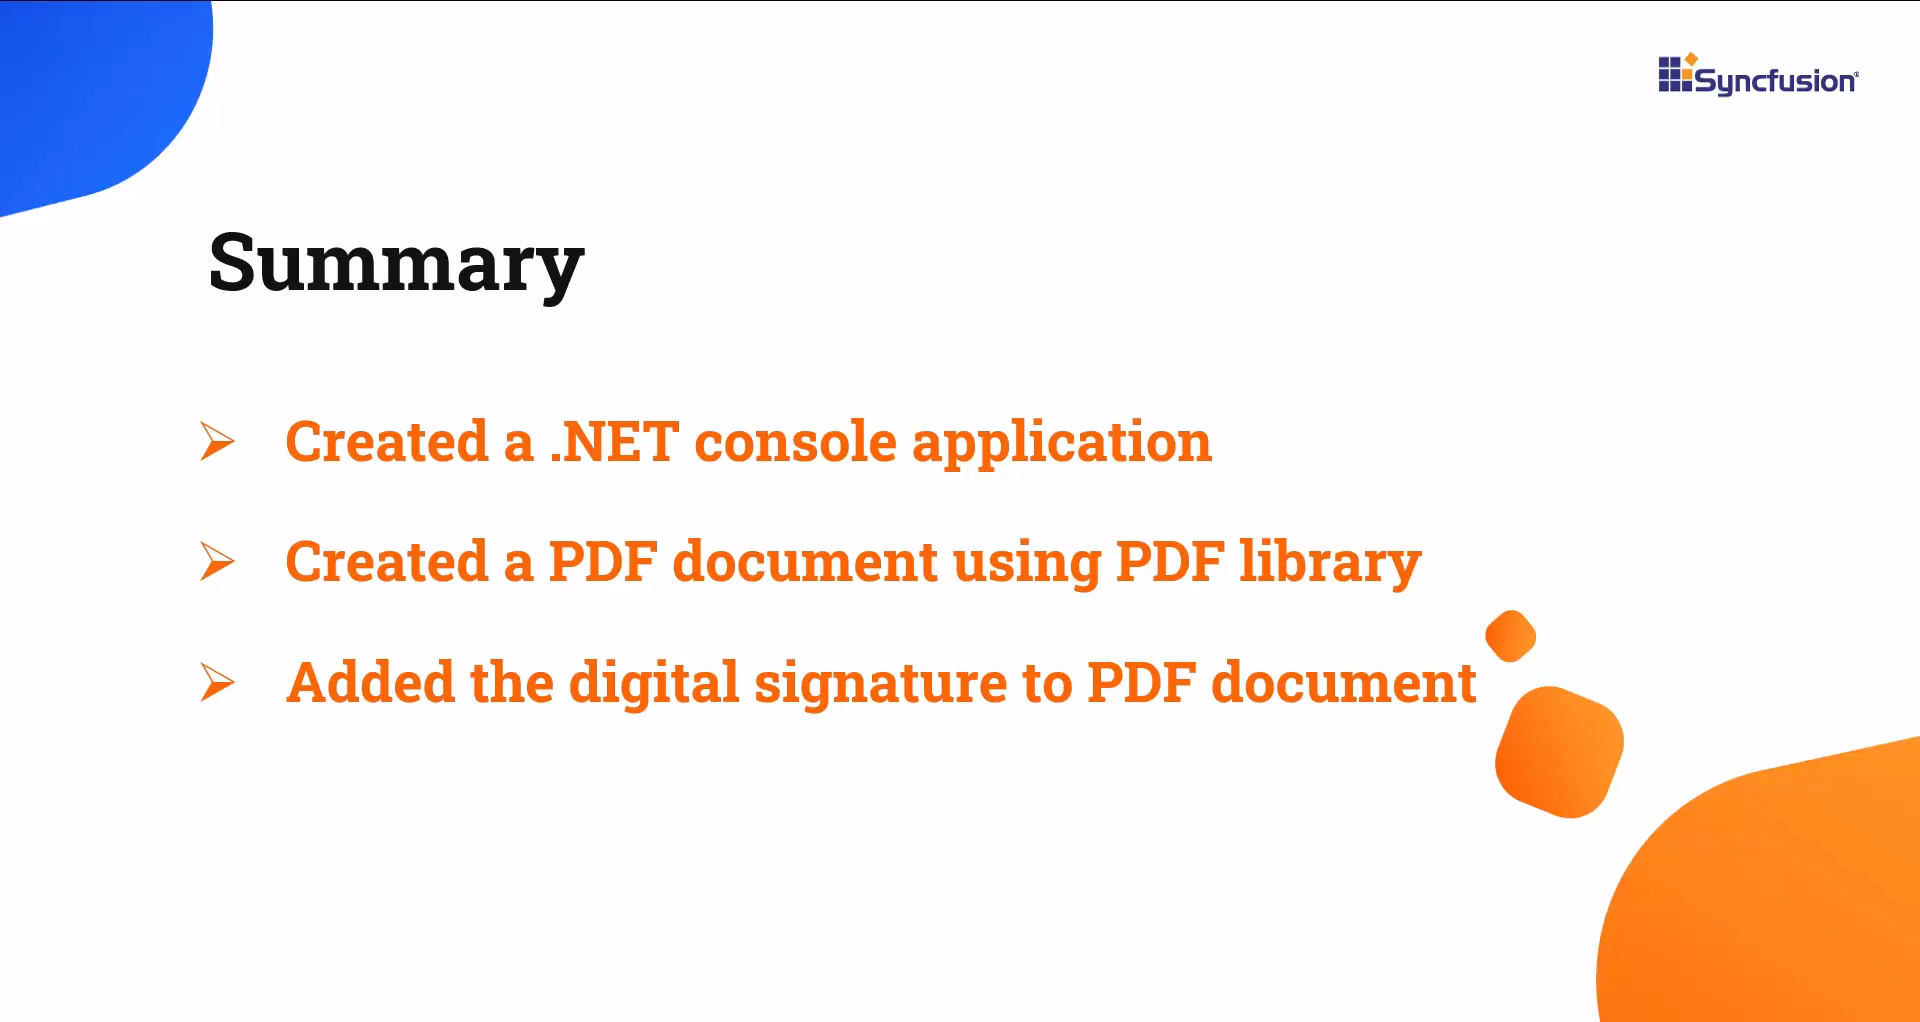 Syncfusion
Summary
➢ Created a .NET console application
➢ Created a PDF document using PDF library
➢ Added the digital signature to PDF document